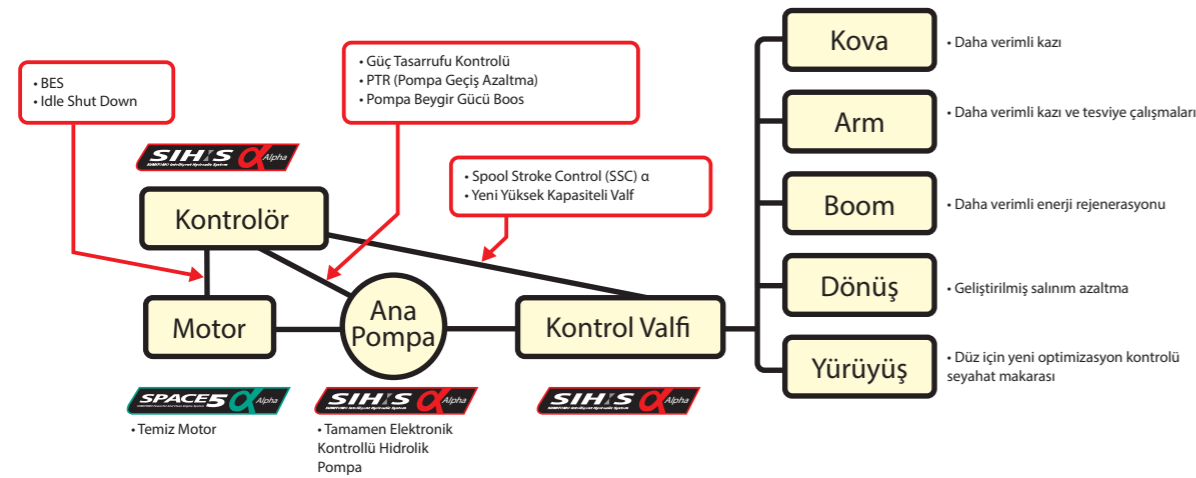 • BES
• Idle Shut Down
• Güç Tasarrufu Kontrolü
• PTR (Pompa Geçiş Azaltma)
• Pompa Beygir Gücü Boos
• Spool Stroke Control (SSC) α
• Yeni Yüksek Kapasiteli Valf
SIH:S α Alpha
Kontrolör
Motor
Ana
Pompa
Kontrol Valfi
SPACE5 α Alpha
• Temiz Motor
SIH:S α Alpha
• Tamamen Elektronik
Kontrollü Hidrolik
Pompa
SIH:S α Alpha
Kova
• Daha verimli kazı
Arm
• Daha verimli kazı ve tesviye çalışmaları
Boom
• Daha verimli enerji rejenerasyonu
Dönüş
• Geliştirilmiş salınım azaltma
Yürüyüş
• Düz için yeni optimizasyon kontrolü
seyahat makarası